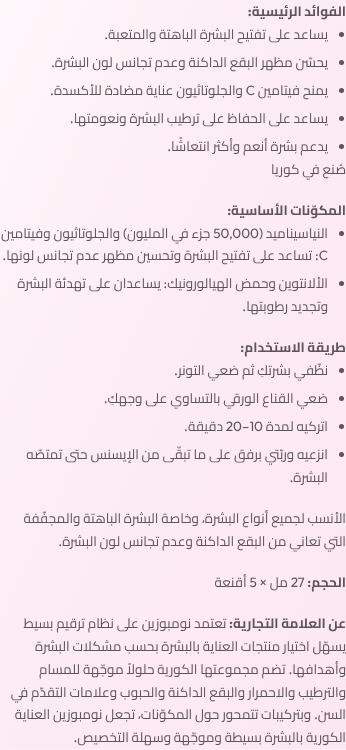 الفوائد الرئيسية:
يساعد على تفتيح البشرة الباهتة والمتعبة.
يحسّن مظهر البقع الداكنة وعدم تجانس لون البشرة.
يمنح فيتامين C والجلوتاثيون عناية مضادة للأكسدة.
يساعد على الحفاظ على ترطيب البشرة ونعومتها.
يدعم بشرة أنعم وأكثر انتعاشًا.
صُنع في كوريا
المكوّنات الأساسية:
النياسيناميد (50,000 جزء في المليون) والجلوتاثيون وفيتامين
C: تساعد على تفتيح البشرة وتحسين مظهر عدم تجانس لونها.
الألانتوين وحمض الهيالورونيك: يساعدان على تهدئة البشرة
وتجديد رطوبتها.
طريقة الاستخدام:
نظّفي بشرتكِ ثم ضعي التونر.
ضعي القناع الورقي بالتساوي على وجهكِ.
اتركيه لمدة 10–20 دقيقة.
انزعيه وربّتي برفق على ما تبقّى من الإيسنس حتى تمتصّه
البشرة.
الأنسب لجميع أنواع البشرة، وخاصة البشرة الباهتة والمجفّفة
التي تعاني من البقع الداكنة وعدم تجانس لون البشرة.
الحجم: 27 مل × 5 أقنعة
عن العلامة التجارية: تعتمد نومبوزين على نظام ترقيم بسيط
يسهّل اختيار منتجات العناية بالبشرة بحسب مشكلات البشرة
وأهدافها. تضم مجموعتها الكورية حلولاً موجّهة للمسام
والترطيب والاحمرار والبقع الداكنة والحبوب وعلامات التقدّم في
السن. وبتركيبات تتمحور حول المكوّنات، تجعل نومبوزين العناية
الكورية بالبشرة بسيطة وموجّهة وسهلة التخصيص.